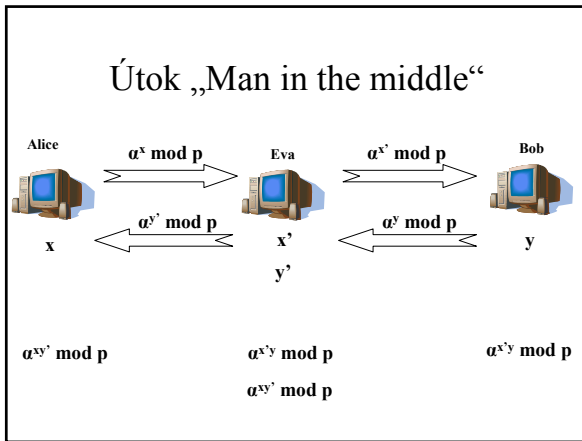 Útok „Man in the middle“
Alice
Eva
Bob
αˣ mod p
αˣ’ mod p
αʸ’ mod p
αʸ mod p
x
x’
y
y’
αˣʸ’ mod p
αˣ’ʸ mod p
αˣ’ʸ mod p
αˣʸ’ mod p